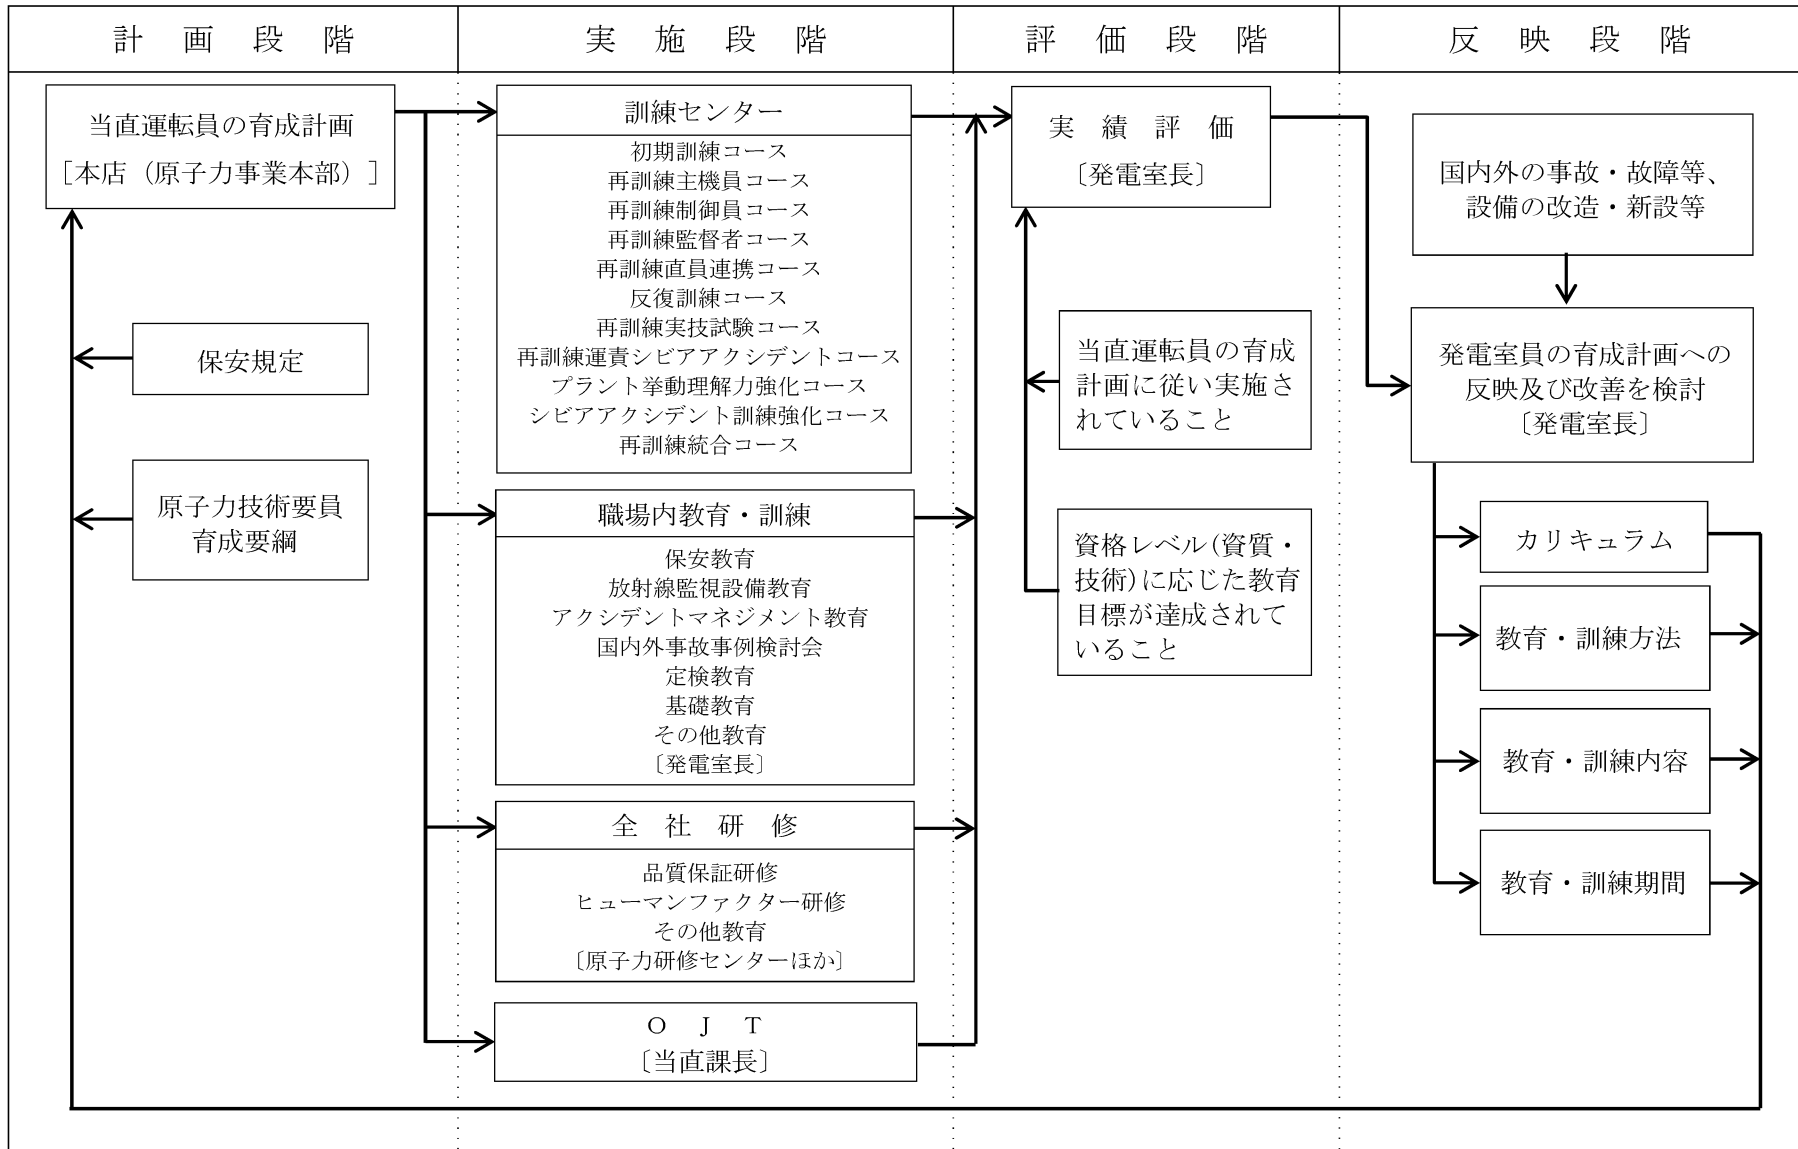 計画段階
実施段階
評価段階
反映段階
当直運転員の育成計画
［本店（原子力事業本部）］
保安規定
原子力技術要員
育成要綱
訓練センター
初期訓練コース
再訓練主機員コース
再訓練制御員コース
再訓練監督者コース
再訓練直員連携コース
反復訓練コース
再訓練実技試験コース
再訓練運責シビアアクシデントコース
プラント挙動理解力強化コース
シビアアクシデント訓練強化コース
再訓練統合コース
職場内教育・訓練
保安教育
放射線監視設備教育
アクシデントマネジメント教育
国内外事故事例検討会
定検教育
基礎教育
その他教育
〔発電室長〕
全社研修
品質保証研修
ヒューマンファクター研修
その他教育
〔原子力研修センターほか〕
ＯＪＴ
〔当直課長〕
実績評価
〔発電室長〕
当直運転員の育成
計画に従い実施さ
れていること
資格レベル(資質・
技術)に応じた教育
目標が達成されて
いること
国内外の事故・故障等、
設備の改造・新設等
発電室員の育成計画への
反映及び改善を検討
〔発電室長〕
カリキュラム
教育・訓練方法
教育・訓練内容
教育・訓練期間